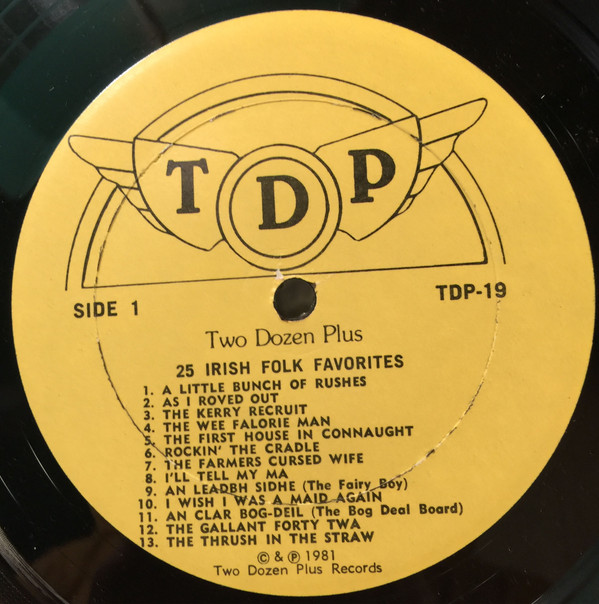 T D P
SIDE 1
TDP-19
Two Dozen Plus
25 IRISH FOLK FAVORITES
1. A LITTLE BUNCH OF RUSHES
2. AS I ROVED OUT
3. THE KERRY RECRUIT
4. THE WEE FALORIE MAN
5. THE FIRST HOUSE IN CONNAUGHT
6. ROCKIN' THE CRADLE
7. THE FARMERS CURSED WIFE
8. I'LL TELL MY MA
9. AN LEADBH SIDHE (The Fairy Boy)
10. I WISH I WAS A MAID AGAIN
11. AN CLAR BOG-DEIL (The Bog Deal Board)
12. THE GALLANT FORTY TWA
13. THE THRUSH IN THE STRAW
© & ℗ 1981
Two Dozen Plus Records